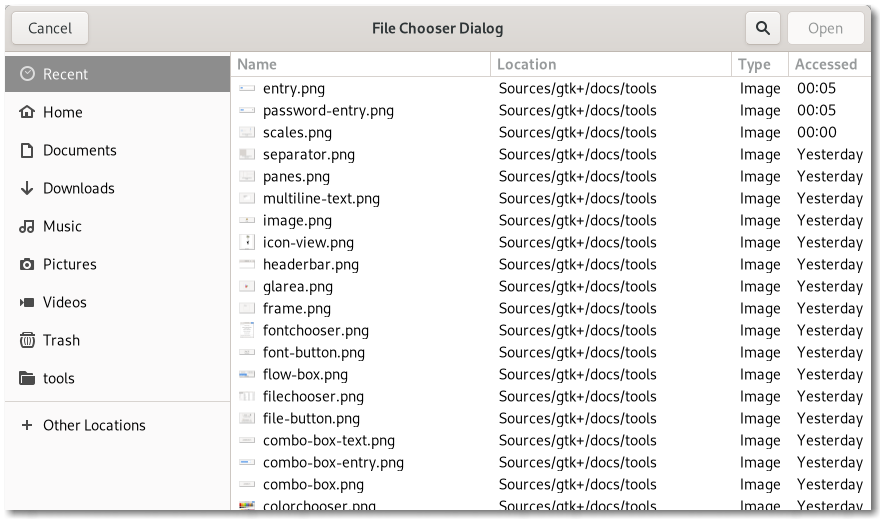 Cancel File Chooser Dialog Open
Recent
Home
Documents
Downloads
Music
Pictures
Videos
Trash
tools
+ Other Locations
Name Location Type Accessed
entry.png Sources/gtk+/docs/tools Image 00:05
password-entry.png Sources/gtk+/docs/tools Image 00:05
scales.png Sources/gtk+/docs/tools Image 00:00
separator.png Sources/gtk+/docs/tools Image Yesterday
panes.png Sources/gtk+/docs/tools Image Yesterday
multiline-text.png Sources/gtk+/docs/tools Image Yesterday
image.png Sources/gtk+/docs/tools Image Yesterday
icon-view.png Sources/gtk+/docs/tools Image Yesterday
headerbar.png Sources/gtk+/docs/tools Image Yesterday
glarea.png Sources/gtk+/docs/tools Image Yesterday
frame.png Sources/gtk+/docs/tools Image Yesterday
fontchooser.png Sources/gtk+/docs/tools Image Yesterday
font-button.png Sources/gtk+/docs/tools Image Yesterday
flow-box.png Sources/gtk+/docs/tools Image Yesterday
filechooser.png Sources/gtk+/docs/tools Image Yesterday
file-button.png Sources/gtk+/docs/tools Image Yesterday
combo-box-text.png Sources/gtk+/docs/tools Image Yesterday
combo-box-entry.png Sources/gtk+/docs/tools Image Yesterday
combo-box.png Sources/gtk+/docs/tools Image Yesterday
colorchooser.png Sources/gtk+/docs/tools Image Yesterday